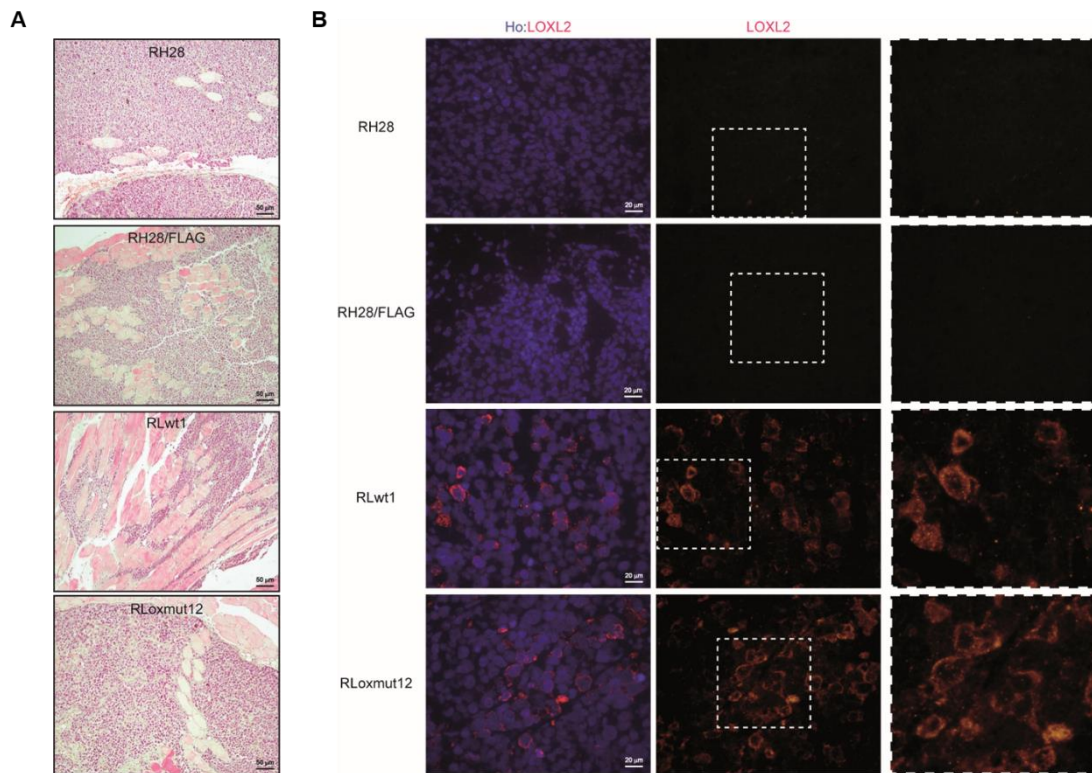 A
RH28
50 µm
RH28/FLAG
50 µm
RLwt1
50 µm
RLoxmut12
50 µm
B
Ho:LOXL2
LOXL2
RH28
20 µm
RH28/FLAG
20 µm
RLwt1
20 µm
RLoxmut12
20 µm